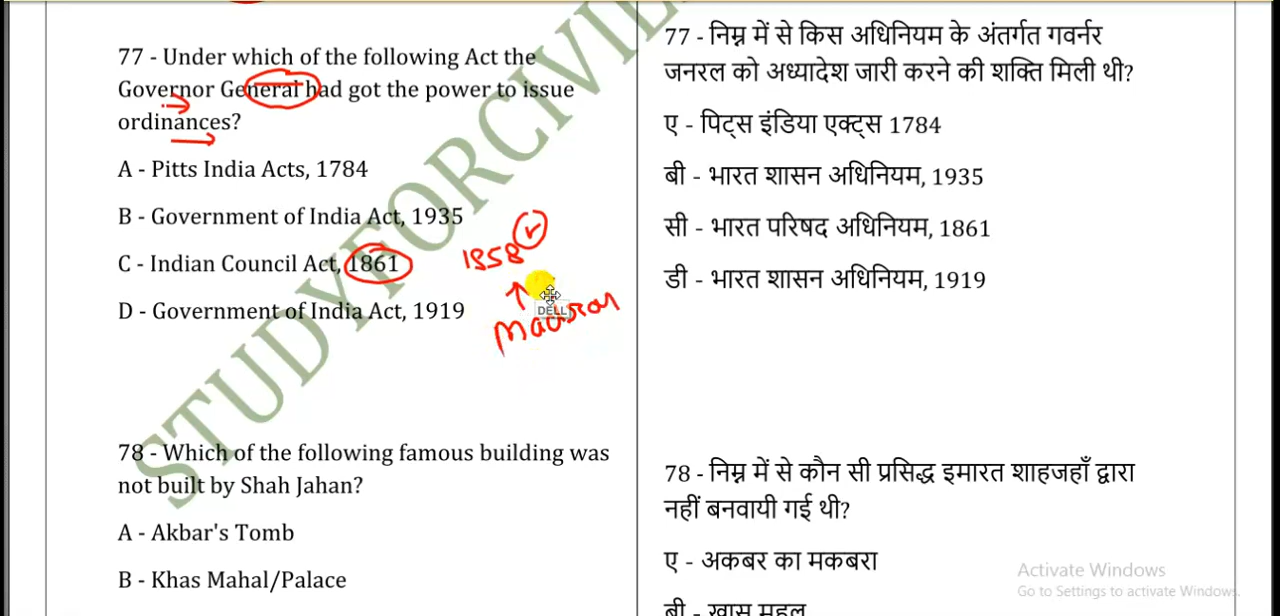 77 - Under which of the following Act the
Governor General had got the power to issue
ordinances?
A - Pitts India Acts, 1784
B - Government of India Act, 1935
C - Indian Council Act, 1861
D - Government of India Act, 1919
1858
DELL
78 - Which of the following famous building was
not built by Shah Jahan?
A - Akbar's Tomb
B - Khas Mahal/Palace
77 - निम्न में से किस अधिनियम के अंतर्गत गवर्नर
जनरल को अध्यादेश जारी करने की शक्ति मिली थी?
ए - पिट्स इंडिया एक्ट्स 1784
बी - भारत शासन अधिनियम, 1935
सी - भारत परिषद अधिनियम, 1861
डी - भारत शासन अधिनियम, 1919
78 - निम्न में से कौन सी प्रसिद्ध इमारत शाहजहाँ द्वारा
नहीं बनवायी गई थी?
ए - अकबर का मकबरा
बी - खास महल
STUDYFORCIVIL
Activate Windows
Go to Settings to activate Windows.